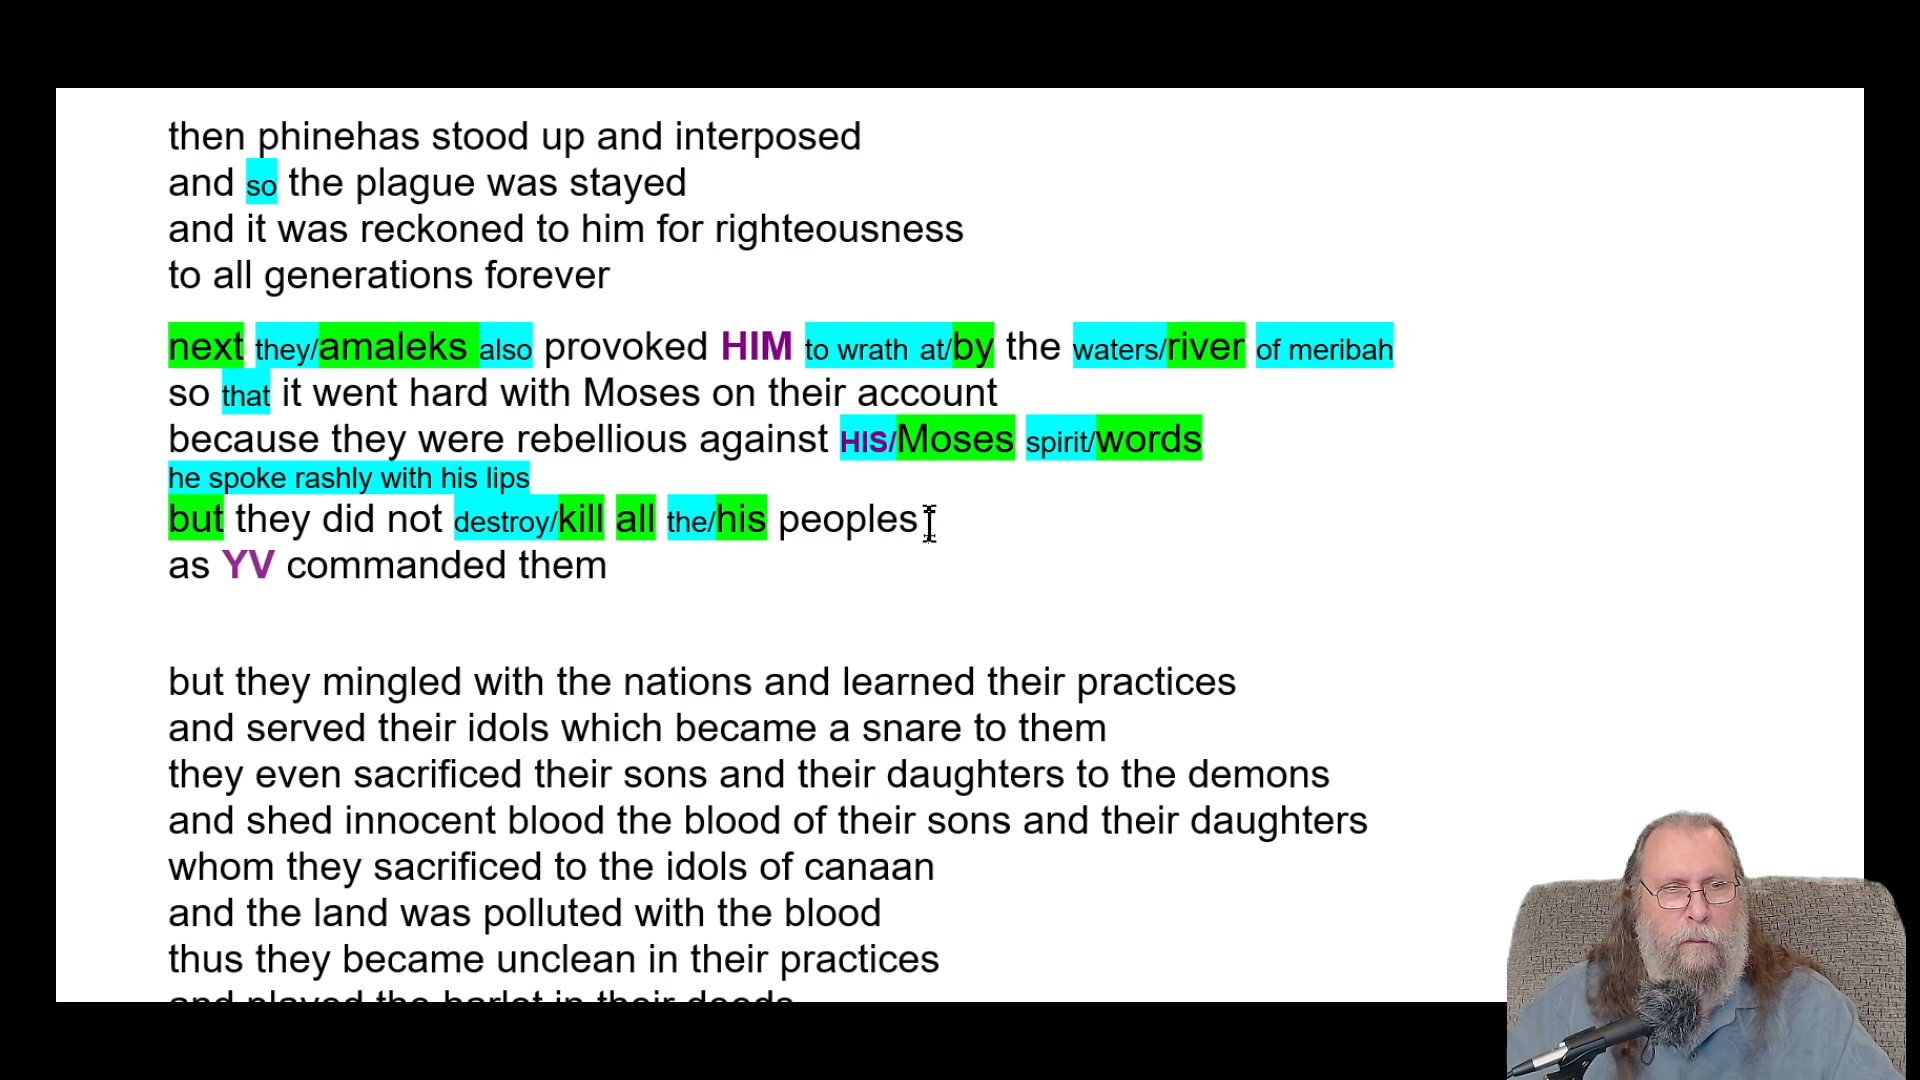 then phinehas stood up and interposed
and so the plague was stayed
and it was reckoned to him for righteousness
to all generations forever
next they/amaleks also provoked HIM to wrath at/by the waters/river of meribah
so that it went hard with Moses on their account
because they were rebellious against HIS/Moses spirit/words
he spoke rashly with his lips
but they did not destroy/kill all the/his peoples
as YV commanded them
but they mingled with the nations and learned their practices
and served their idols which became a snare to them
they even sacrificed their sons and their daughters to the demons
and shed innocent blood the blood of their sons and their daughters
whom they sacrificed to the idols of canaan
and the land was polluted with the blood
thus they became unclean in their practices
and played the harlot in their deeds